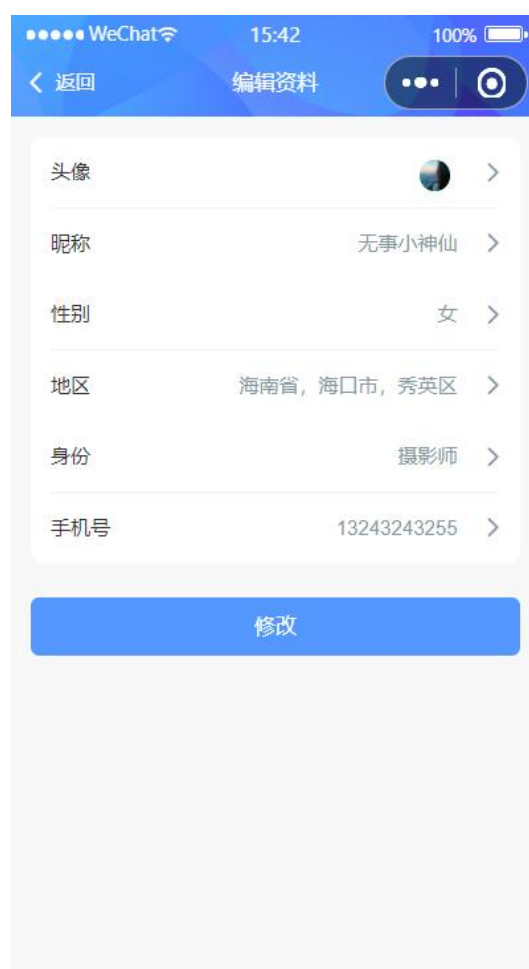 WeChat 15:42 100%
返回 编辑资料
头像
昵称 无事小神仙
性别 女
地区 海南省，海口市，秀英区
身份 摄影师
手机号 13243243255
修改